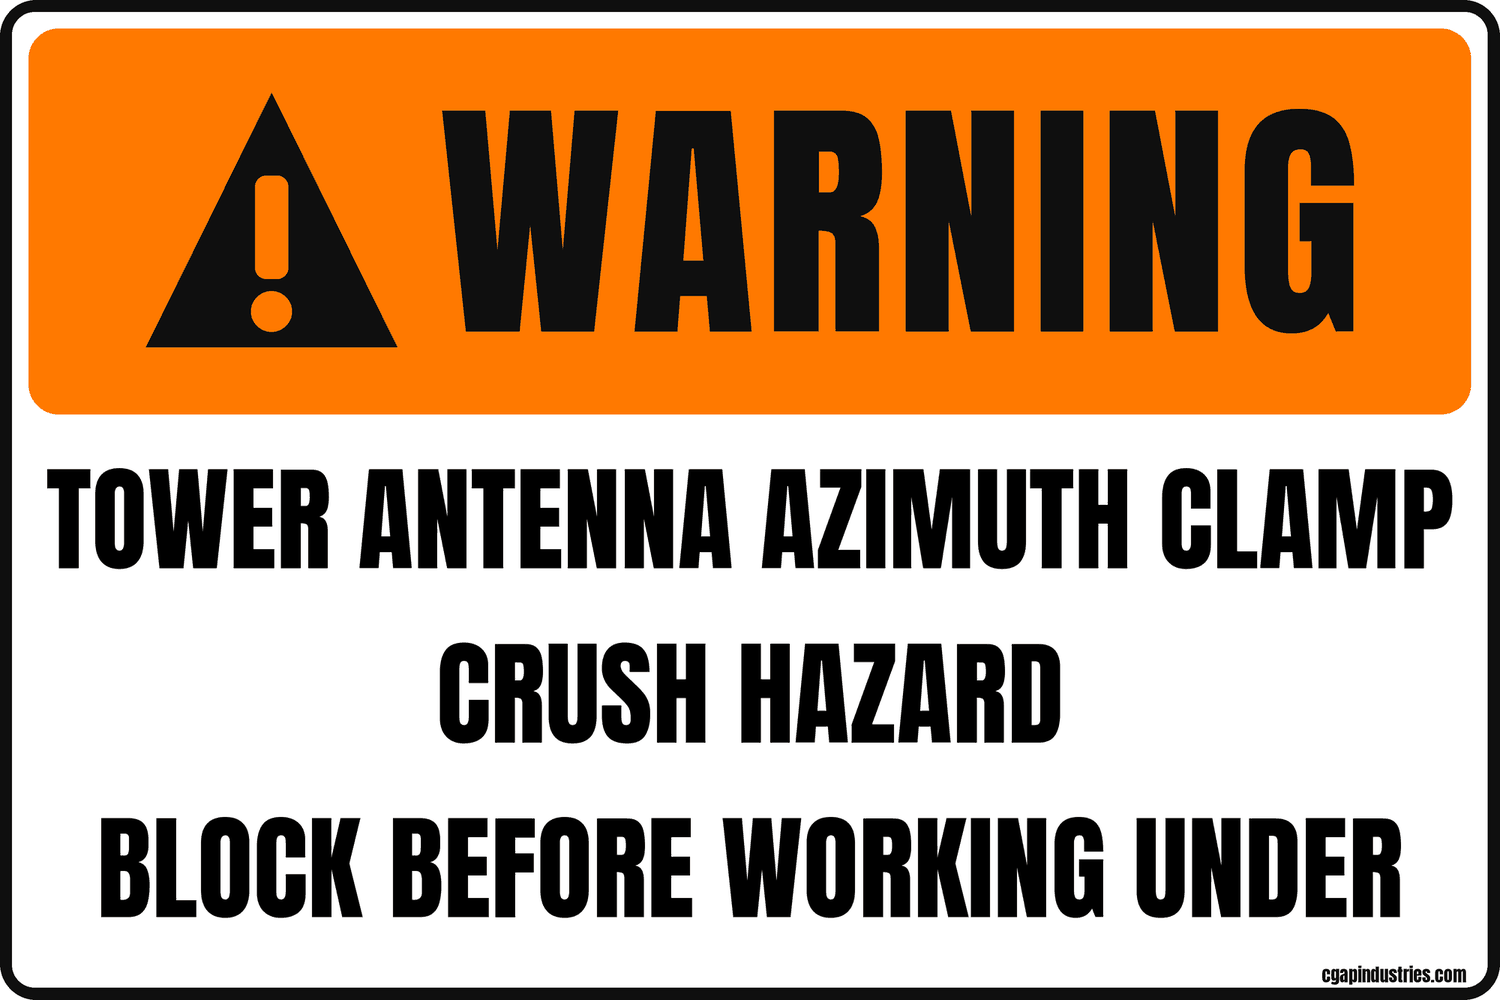 WARNING
TOWER ANTENNA AZIMUTH CLAMP
CRUSH HAZARD
BLOCK BEFORE WORKING UNDER
cgapindustries.com